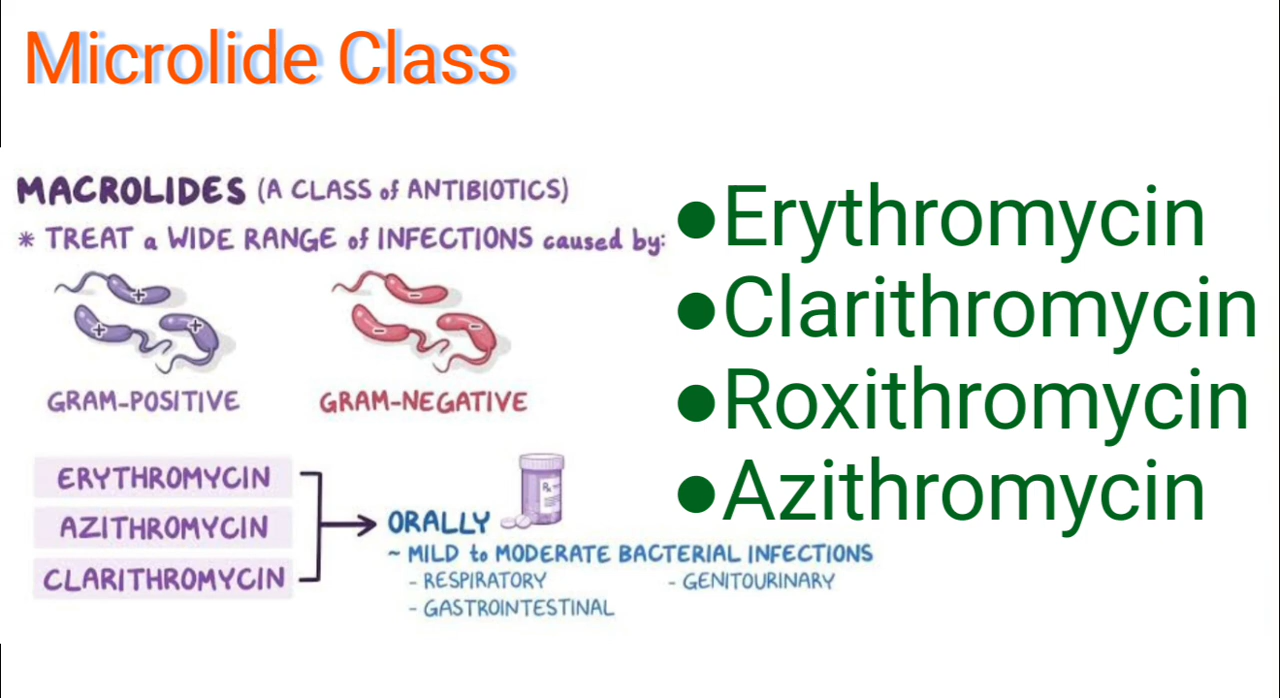 Microlide Class
MACROLIDES (A CLASS of ANTIBIOTICS)
* TREAT a WIDE RANGE of INFECTIONS caused by:
GRAM-POSITIVE
GRAM-NEGATIVE
ERYTHROMYCIN
AZITHROMYCIN
CLARITHROMYCIN
Rx
ORALLY
~ MILD to MODERATE BACTERIAL INFECTIONS
- RESPIRATORY
- GENITOURINARY
- GASTROINTESTINAL
●Erythromycin
●Clarithromycin
●Roxithromycin
●Azithromycin